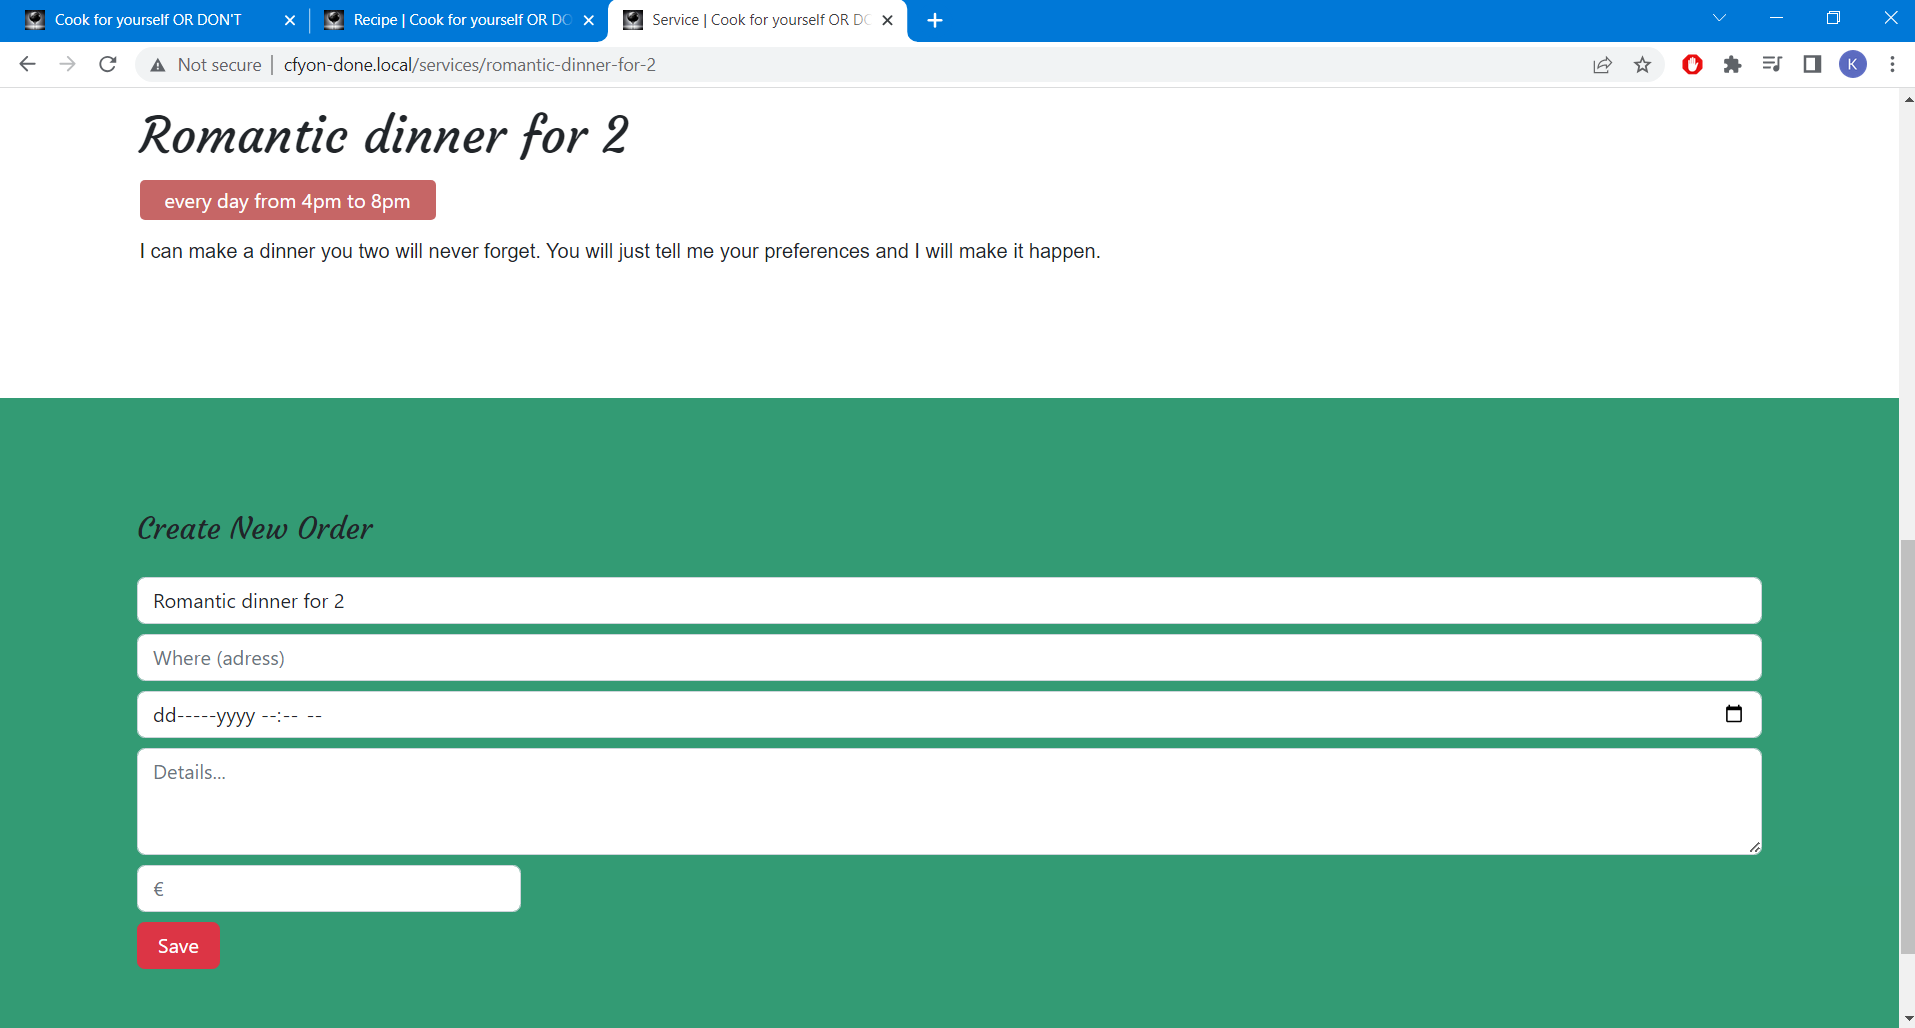 Cook for yourself OR DON'T
Recipe | Cook for yourself OR DO
Service | Cook for yourself OR DO
Not secure | cfyon-done.local/services/romantic-dinner-for-2
K
Romantic dinner for 2
every day from 4pm to 8pm
I can make a dinner you two will never forget. You will just tell me your preferences and I will make it happen.
Create New Order
Romantic dinner for 2
Where (adress)
dd-----yyyy --:-- --
Details...
€
Save